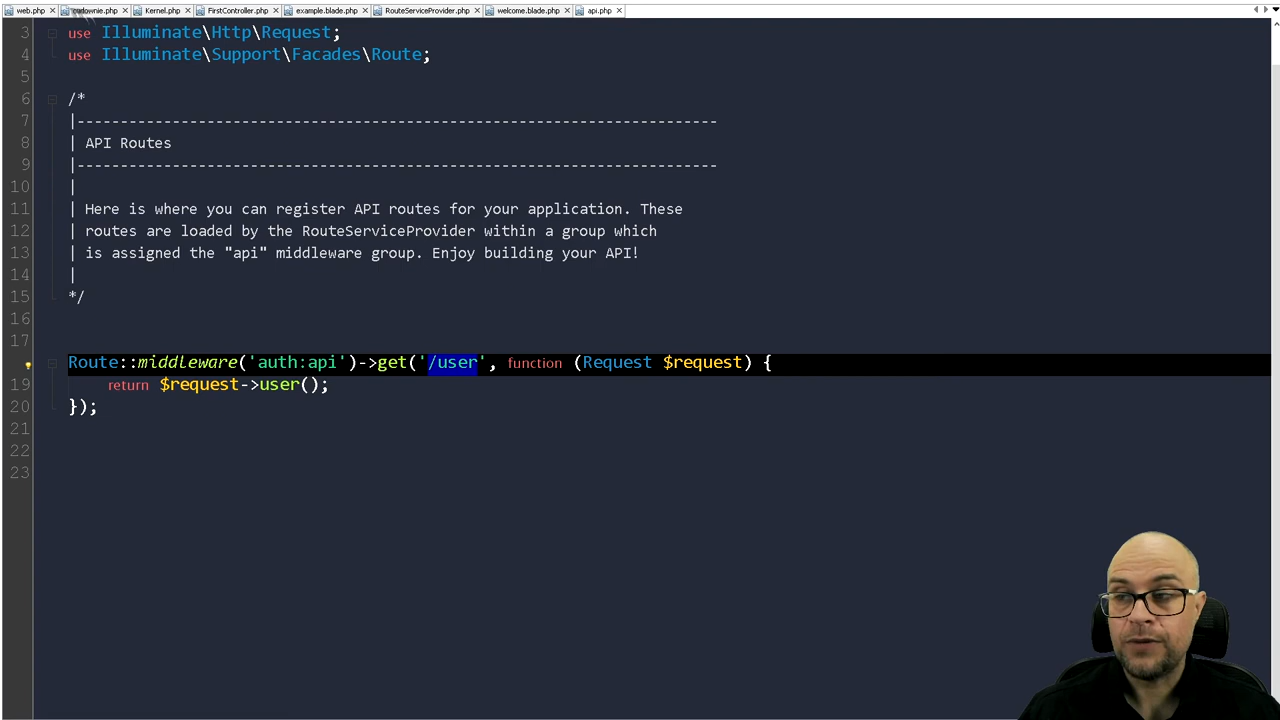 web.php cudownie.php Kernel.php FirstController.php example.blade.php RouteServiceProvider.php welcome.blade.php api.php
3 use Illuminate\Http\Request;
4 use Illuminate\Support\Facades\Route;
5
6 /*
7 |--------------------------------------------------------------------------
8 | API Routes
9 |--------------------------------------------------------------------------
10 |
11 | Here is where you can register API routes for your application. These
12 | routes are loaded by the RouteServiceProvider within a group which
13 | is assigned the "api" middleware group. Enjoy building your API!
14 |
15 */
16
17
Route::middleware('auth:api')->get('/user', function (Request $request) {
19 return $request->user();
20 });
21
22
23